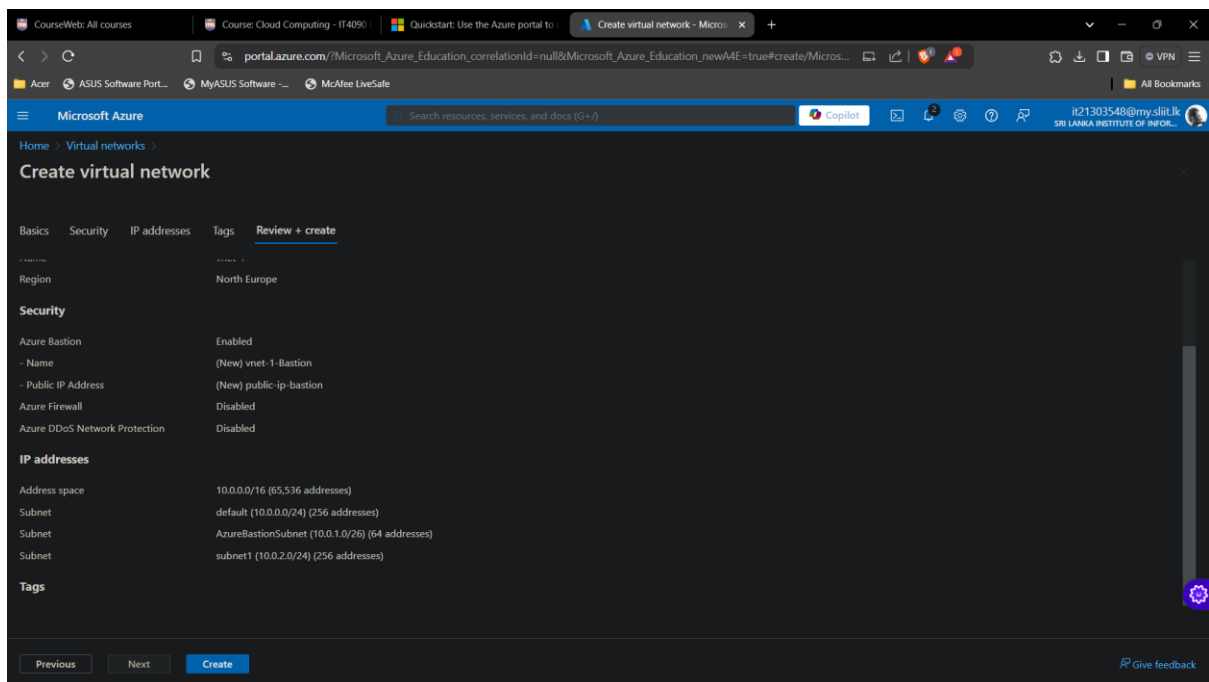 CourseWeb: All courses
Course: Cloud Computing - IT4090
Quickstart: Use the Azure portal to
Create virtual network - Micros
portal.azure.com/?Microsoft_Azure_Education_correlationId=null&Microsoft_Azure_Education_newA4E=true#create/Micros...
VPN
Acer
ASUS Software Port...
MyASUS Software -...
McAfee LiveSafe
All Bookmarks
Microsoft Azure
Search resources, services, and docs (G+/)
Copilot
2
it21303548@my.sliit.lk
SRI LANKA INSTITUTE OF INFOR...
Home > Virtual networks >
Create virtual network
Basics Security IP addresses Tags Review + create
Region North Europe
Security
Azure Bastion Enabled
- Name (New) vnet-1-Bastion
- Public IP Address (New) public-ip-bastion
Azure Firewall Disabled
Azure DDoS Network Protection Disabled
IP addresses
Address space 10.0.0.0/16 (65,536 addresses)
Subnet default (10.0.0.0/24) (256 addresses)
Subnet AzureBastionSubnet (10.0.1.0/26) (64 addresses)
Subnet subnet1 (10.0.2.0/24) (256 addresses)
Tags
Previous Next Create
Give feedback